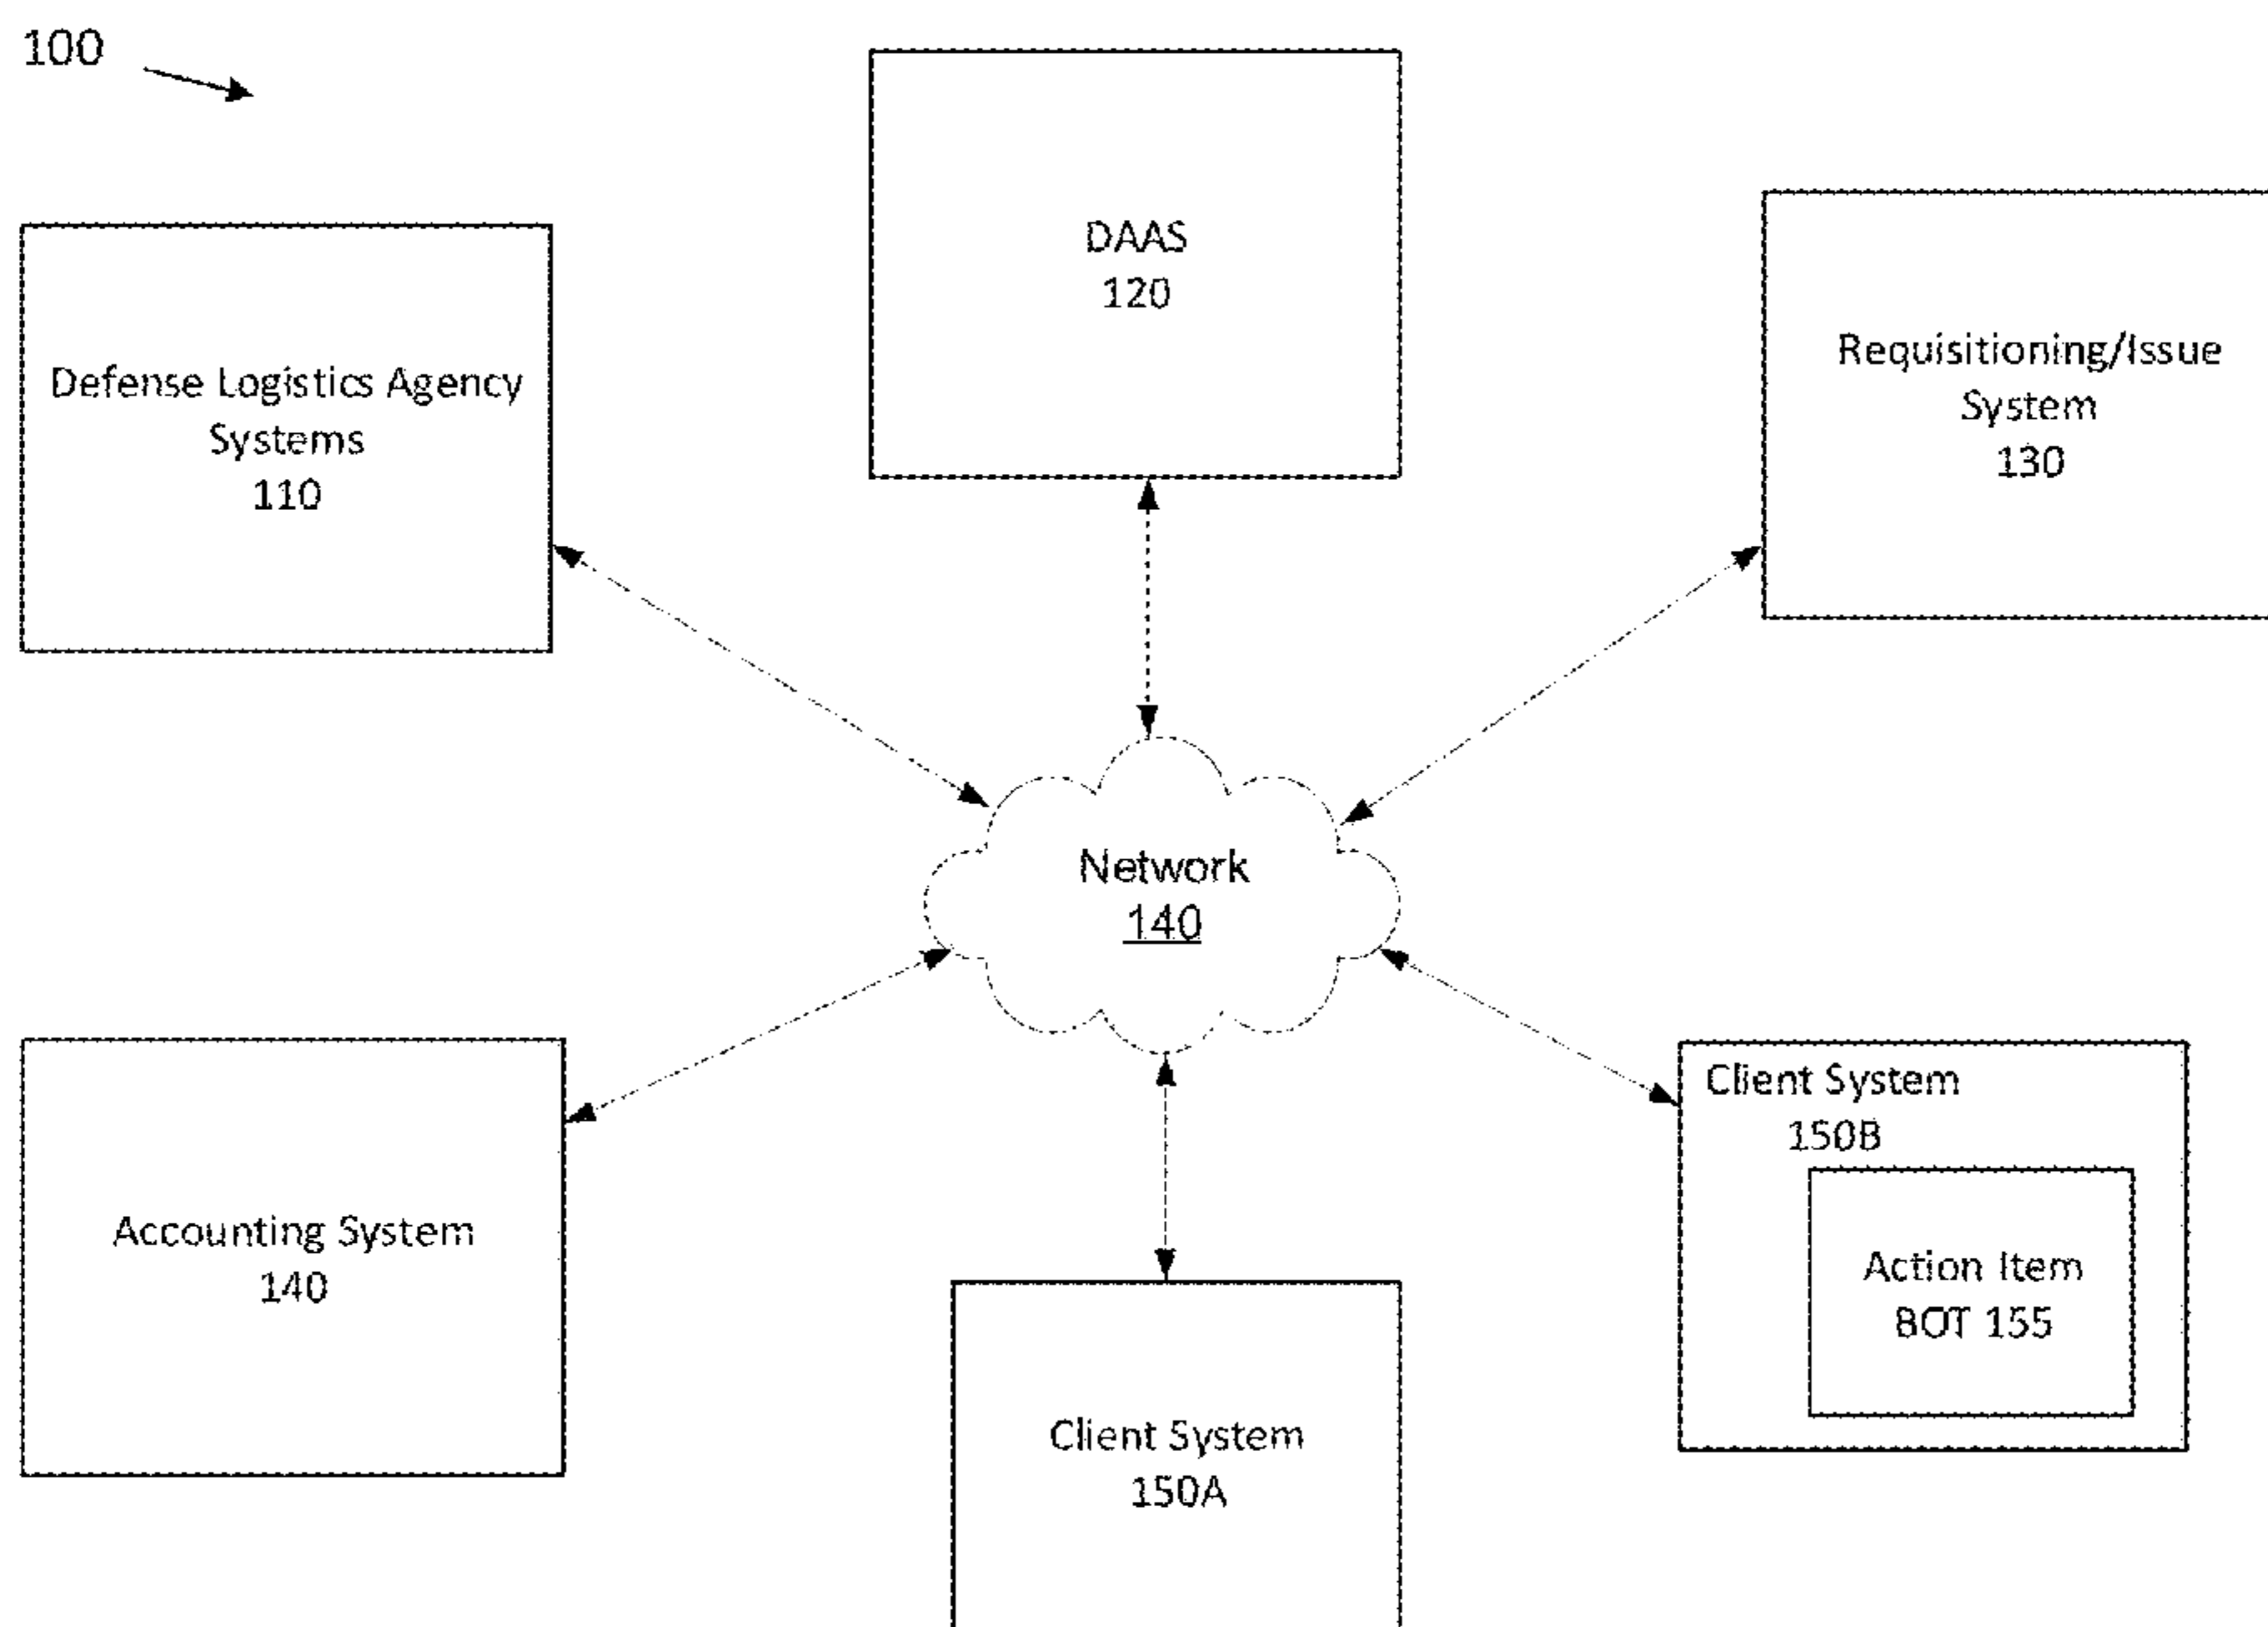 100
DAAS
120
Defense Logistics Agency
Systems
110
Requisitioning/Issue
System
130
Network
140
Accounting System
140
Client System
150A
Client System
150B
Action Item
BOT 155